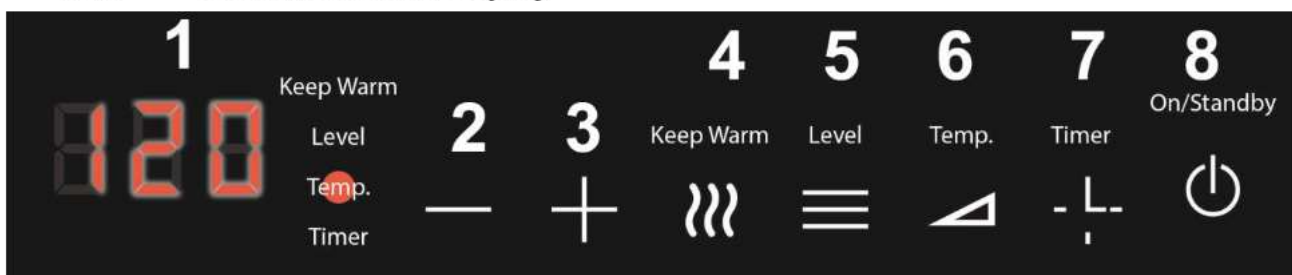 1
120
Keep Warm
Level
Temp.
Timer
2
3
4
Keep Warm
5
Level
6
Temp.
7
Timer
8
On/Standby